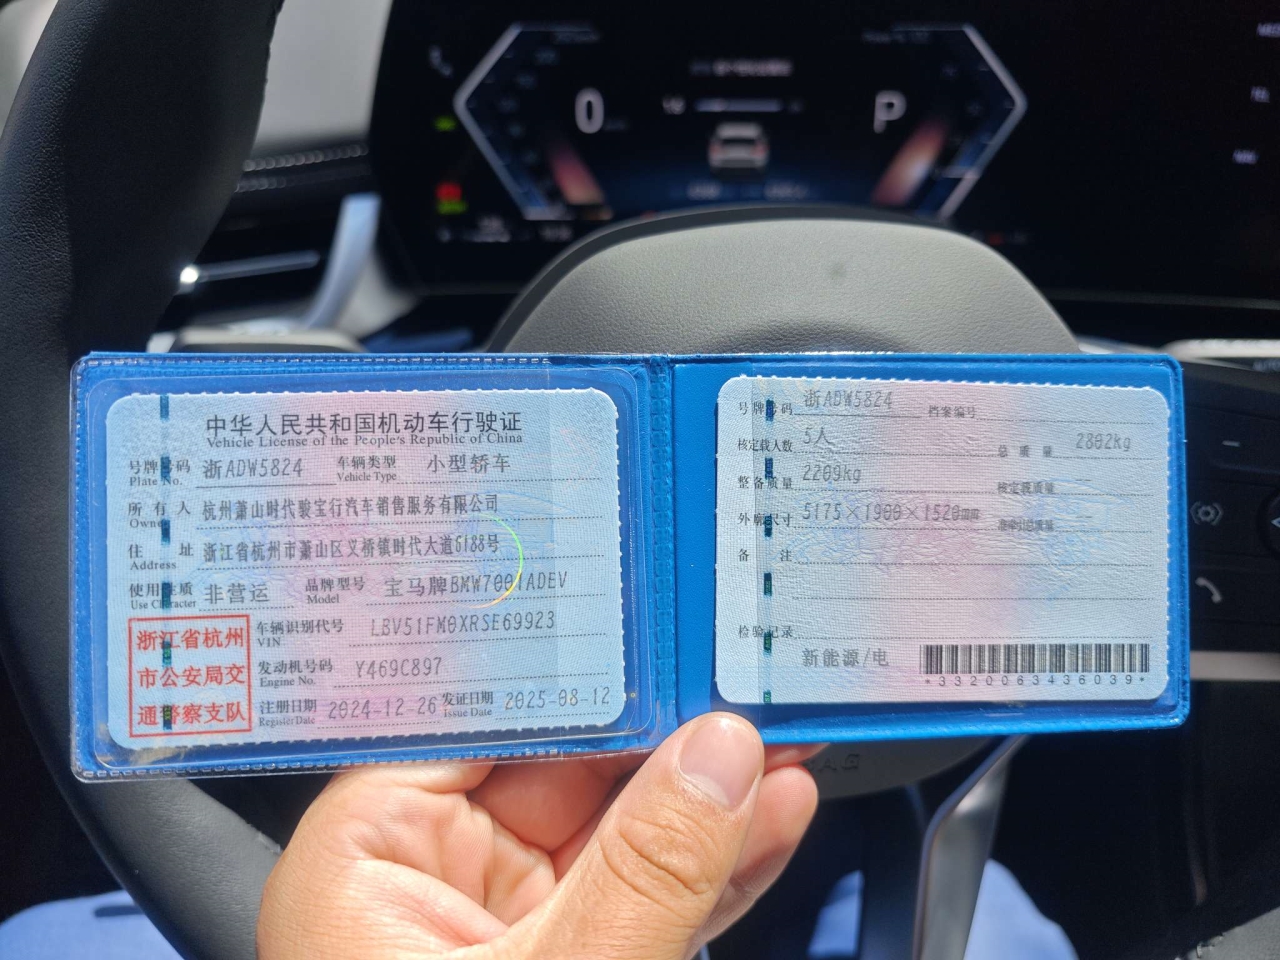 中华人民共和国机动车行驶证
Vehicle License of the People's Republic of China
号牌号码 浙ADW5824 车辆类型 小型轿车
Plate No. Vehicle Type
所有人 杭州萧山时代骏宝行汽车销售服务有限公司
Owner
住址 浙江省杭州市萧山区义桥镇时代大道6188号
Address
使用性质 非营运 品牌型号 宝马牌BMW7001ADEV
Use Character Model
浙江省杭州
市公安局交
通警察支队
车辆识别代号 LBV51FM0XRSE69923
VIN
发动机号码 Y469C897
Engine No.
注册日期 2024-12-26 发证日期 2025-08-12
Register Date Issue Date
号牌号码 浙ADW5824 档案编号
核定载人数 5人 总质量 2802kg
整备质量 2209kg 核定载质量 --
外廓尺寸 5175×1900×1520mm 准牵引总质量 --
备注
检验记录
新能源/电
*3320063436039*
0
P